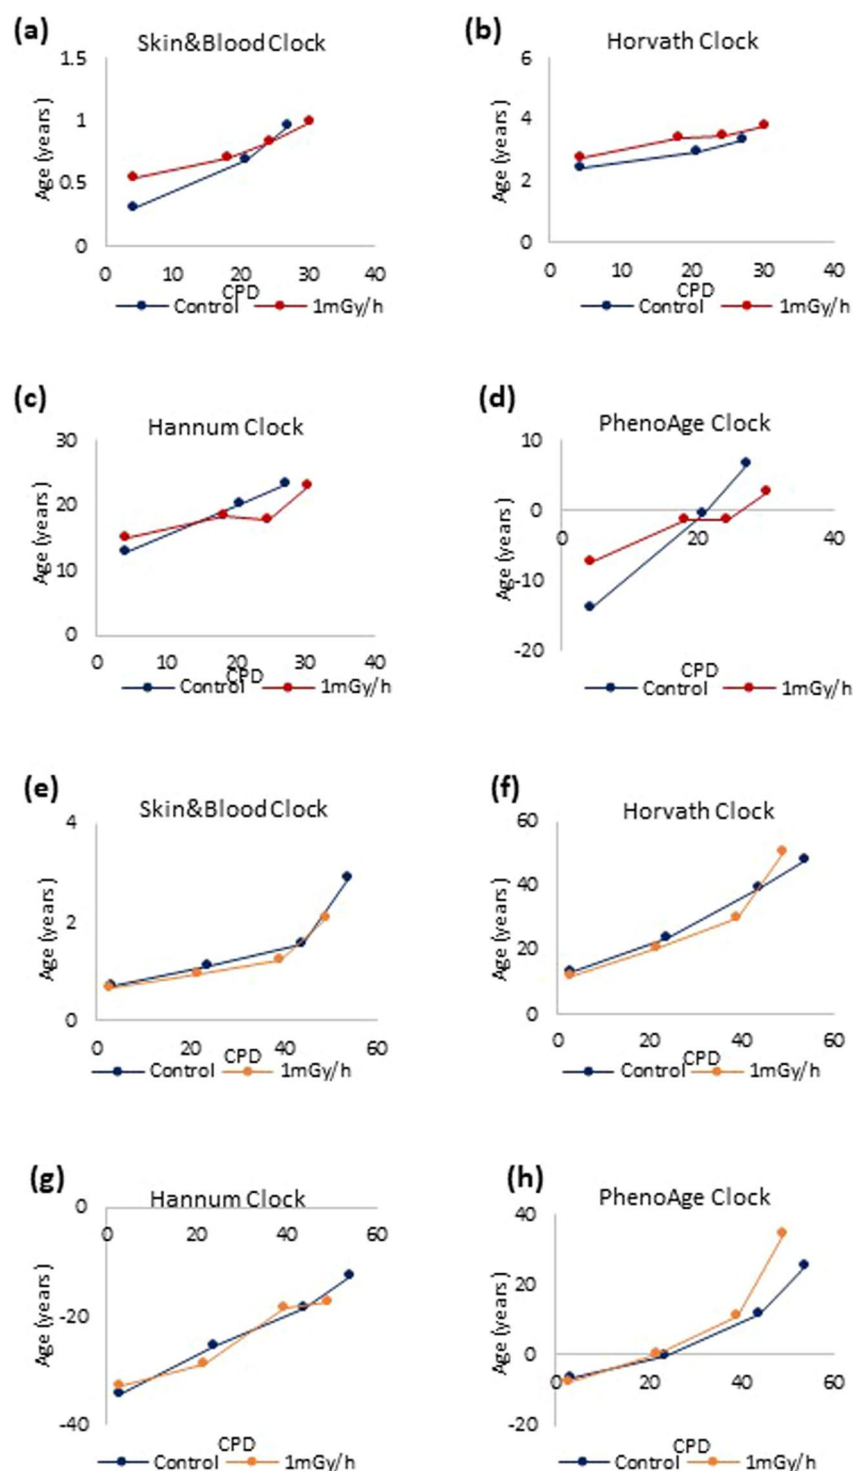 (a)
Skin&Blood Clock
1.5
1
0.5
0
Age (years)
0 10 20 30 40
CPD
Control 1mGy/h
(b)
Horvath Clock
6
4
2
0
Age (years)
0 10 20 30 40
CPD
Control 1mGy/h
(c)
Hannum Clock
30
20
10
0
Age (years)
0 10 20 30 40
CPD
Control 1mGy/h
(d)
PhenoAge Clock
10
0
-10
-20
Age (years)
0 20 40
CPD
Control 1mGy/h
(e)
Skin&Blood Clock
4
2
0
Age (years)
0 20 40 60
CPD
Control 1mGy/h
(f)
Horvath Clock
60
40
20
0
Age (years)
0 20 40 60
CPD
Control 1mGy/h
(g)
Hannum Clock
0
-20
-40
Age (years)
0 20 40 60
CPD
Control 1mGy/h
(h)
PhenoAge Clock
40
20
0
-20
Age (years)
0 20 40 60
CPD
Control 1mGy/h